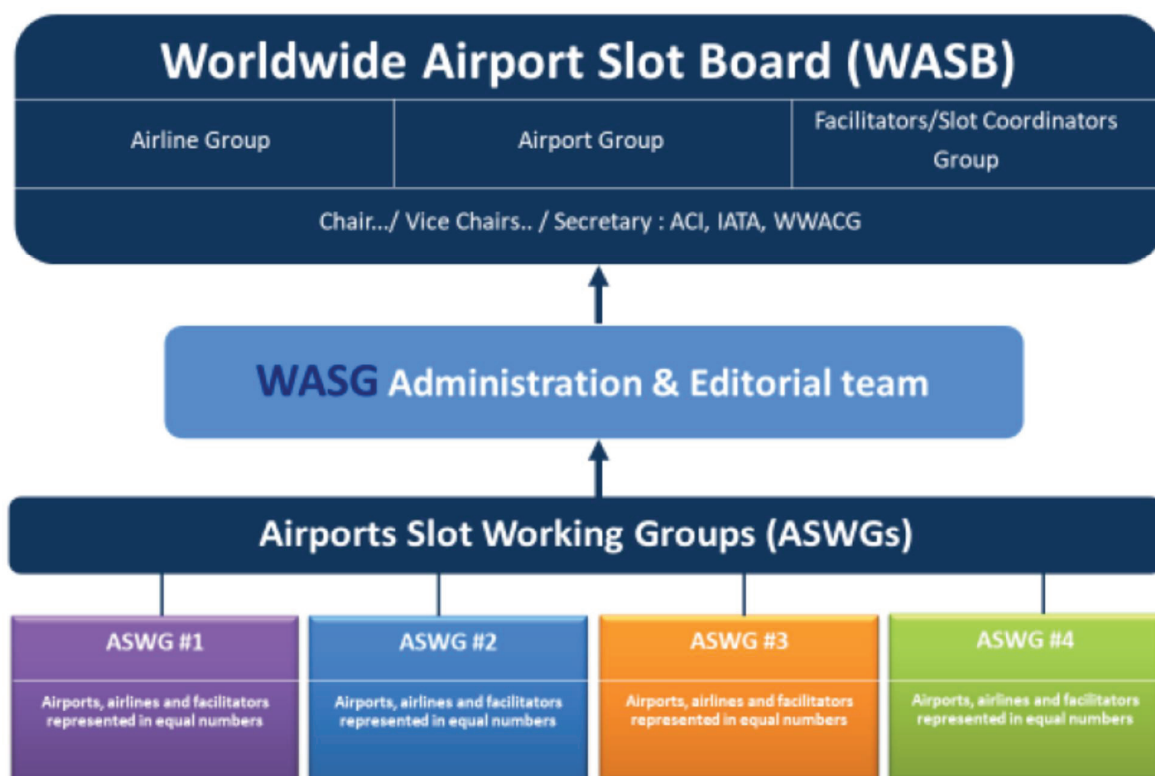 Worldwide Airport Slot Board (WASB)
Airline Group
Airport Group
Facilitators/Slot Coordinators
Group
Chair.../ Vice Chairs.. / Secretary : ACI, IATA, WWACG
WASG Administration & Editorial team
Airports Slot Working Groups (ASWGs)
ASWG #1
Airports, airlines and facilitators
represented in equal numbers
ASWG #2
Airports, airlines and facilitators
represented in equal numbers
ASWG #3
Airports, airlines and facilitators
represented in equal numbers
ASWG #4
Airports, airlines and facilitators
represented in equal numbers